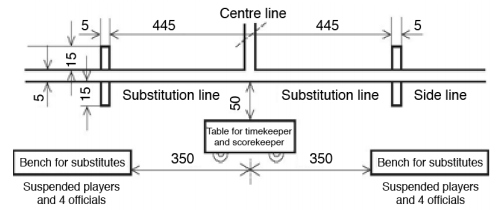 Centre line
5 445 445 5
15
5 15 Substitution line 50 Substitution line Side line
Table for timekeeper
and scorekeeper
Bench for substitutes 350 350 Bench for substitutes
Suspended players Suspended players
and 4 officials and 4 officials